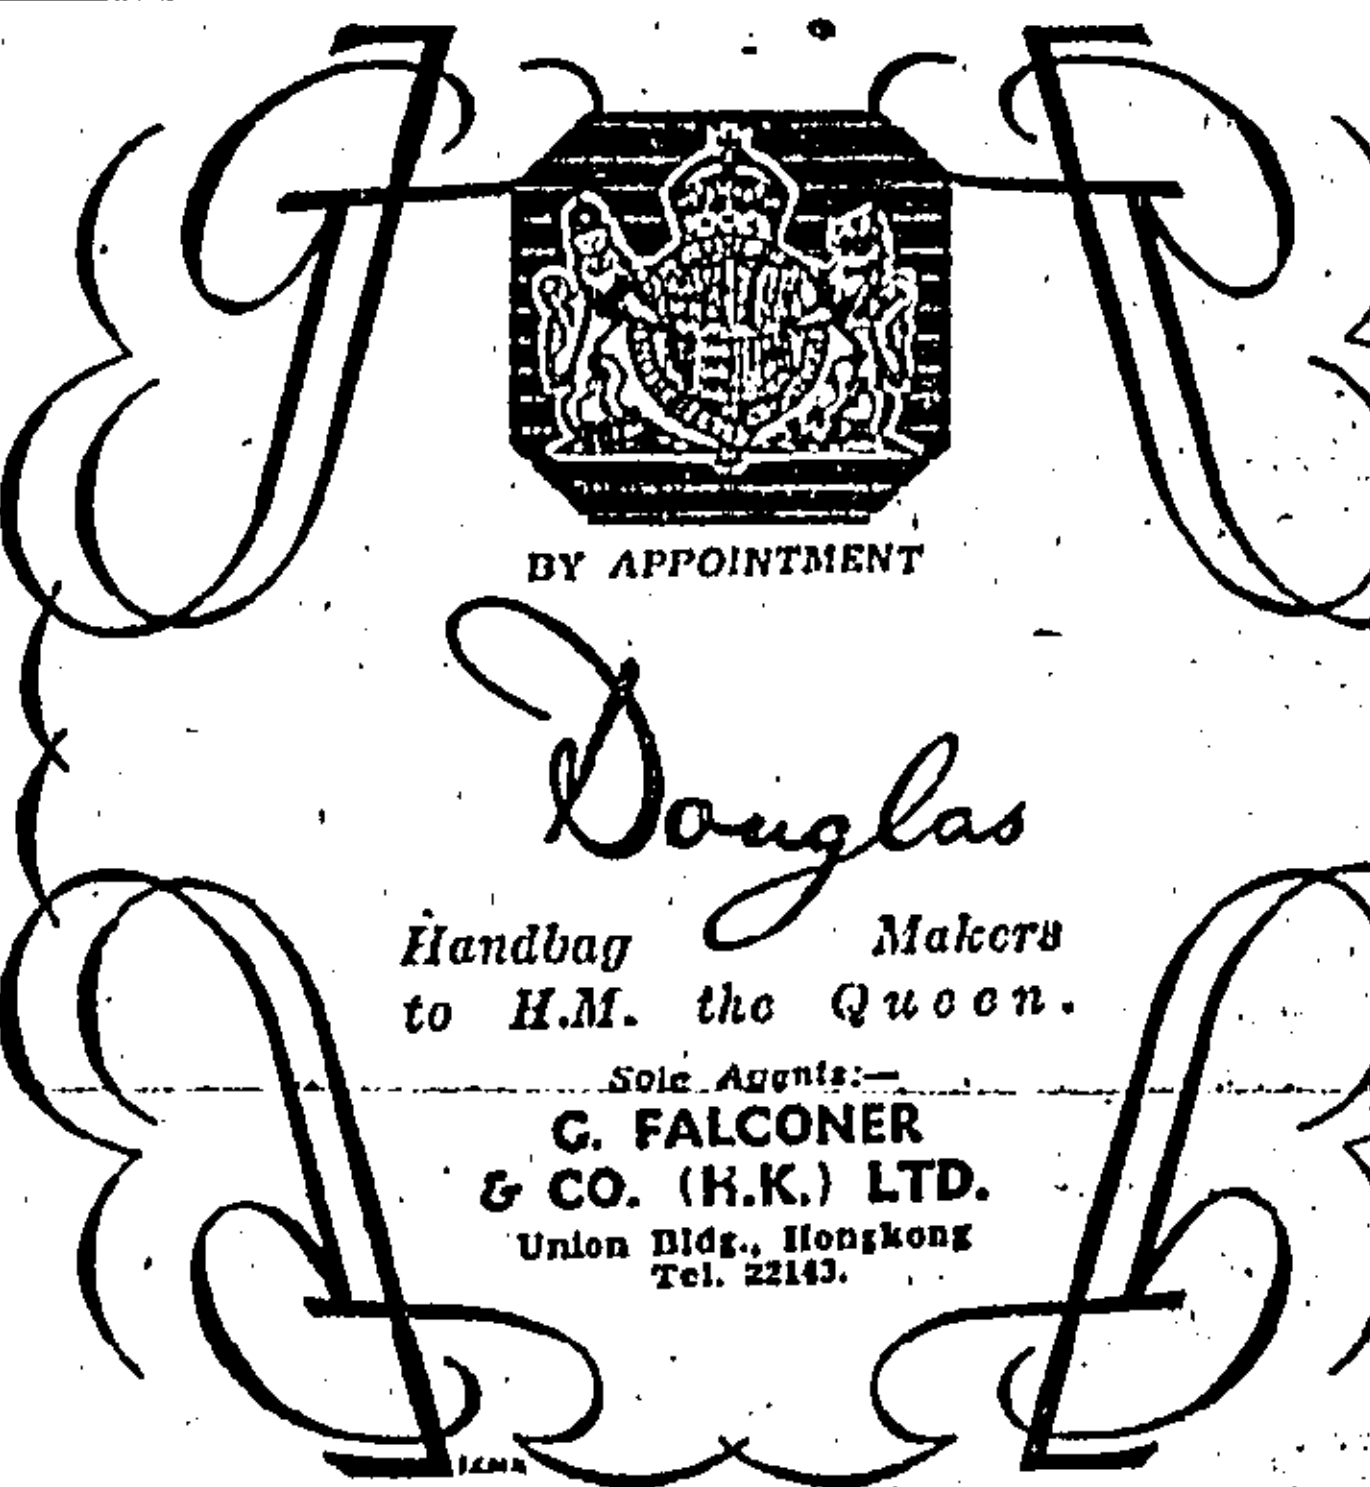 BY APPOINTMENT
Douglas
Handbag Makers
to H.M. the Queen.
Sole Agents:—
G. FALCONER
& CO. (H.K.) LTD.
Union Bldg., Hongkong
Tel. 22143.